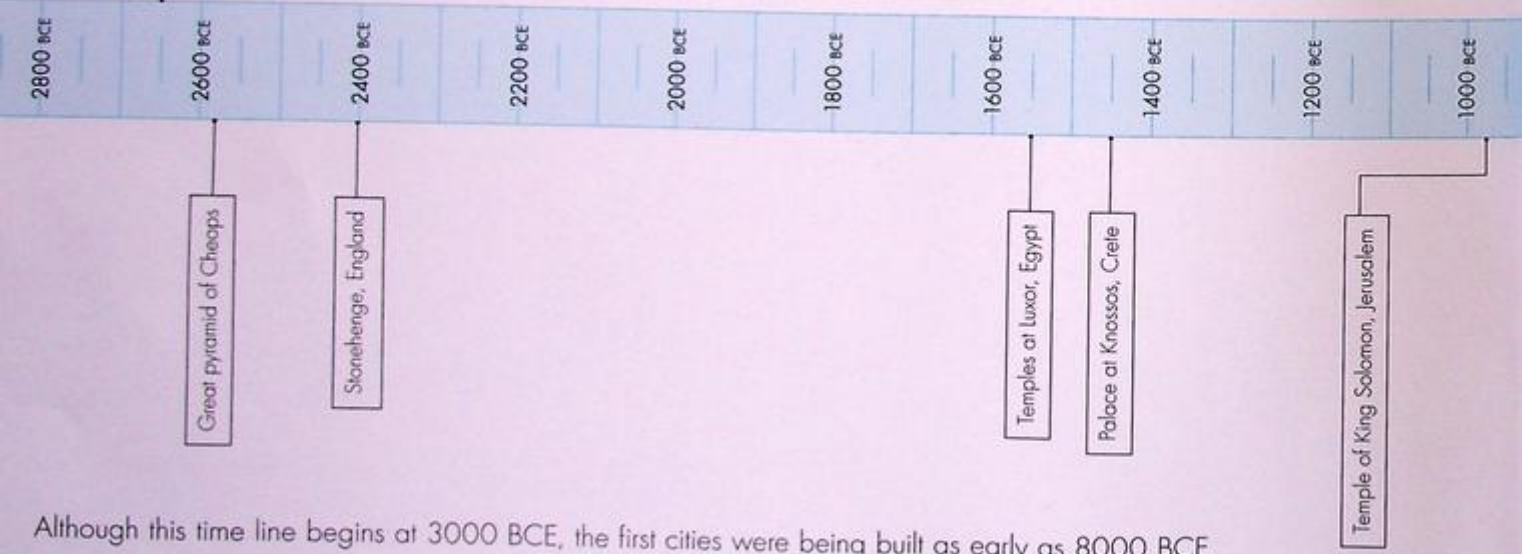 2800 BCE
2600 BCE
2400 BCE
2200 BCE
2000 BCE
1800 BCE
1600 BCE
1400 BCE
1200 BCE
1000 BCE
Great pyramid of Cheops
Stonehenge, England
Temples at Luxor, Egypt
Palace at Knossos, Crete
Temple of King Solomon, Jerusalem
Although this time line begins at 3000 BCE, the first cities were being built as early as 8000 BCE